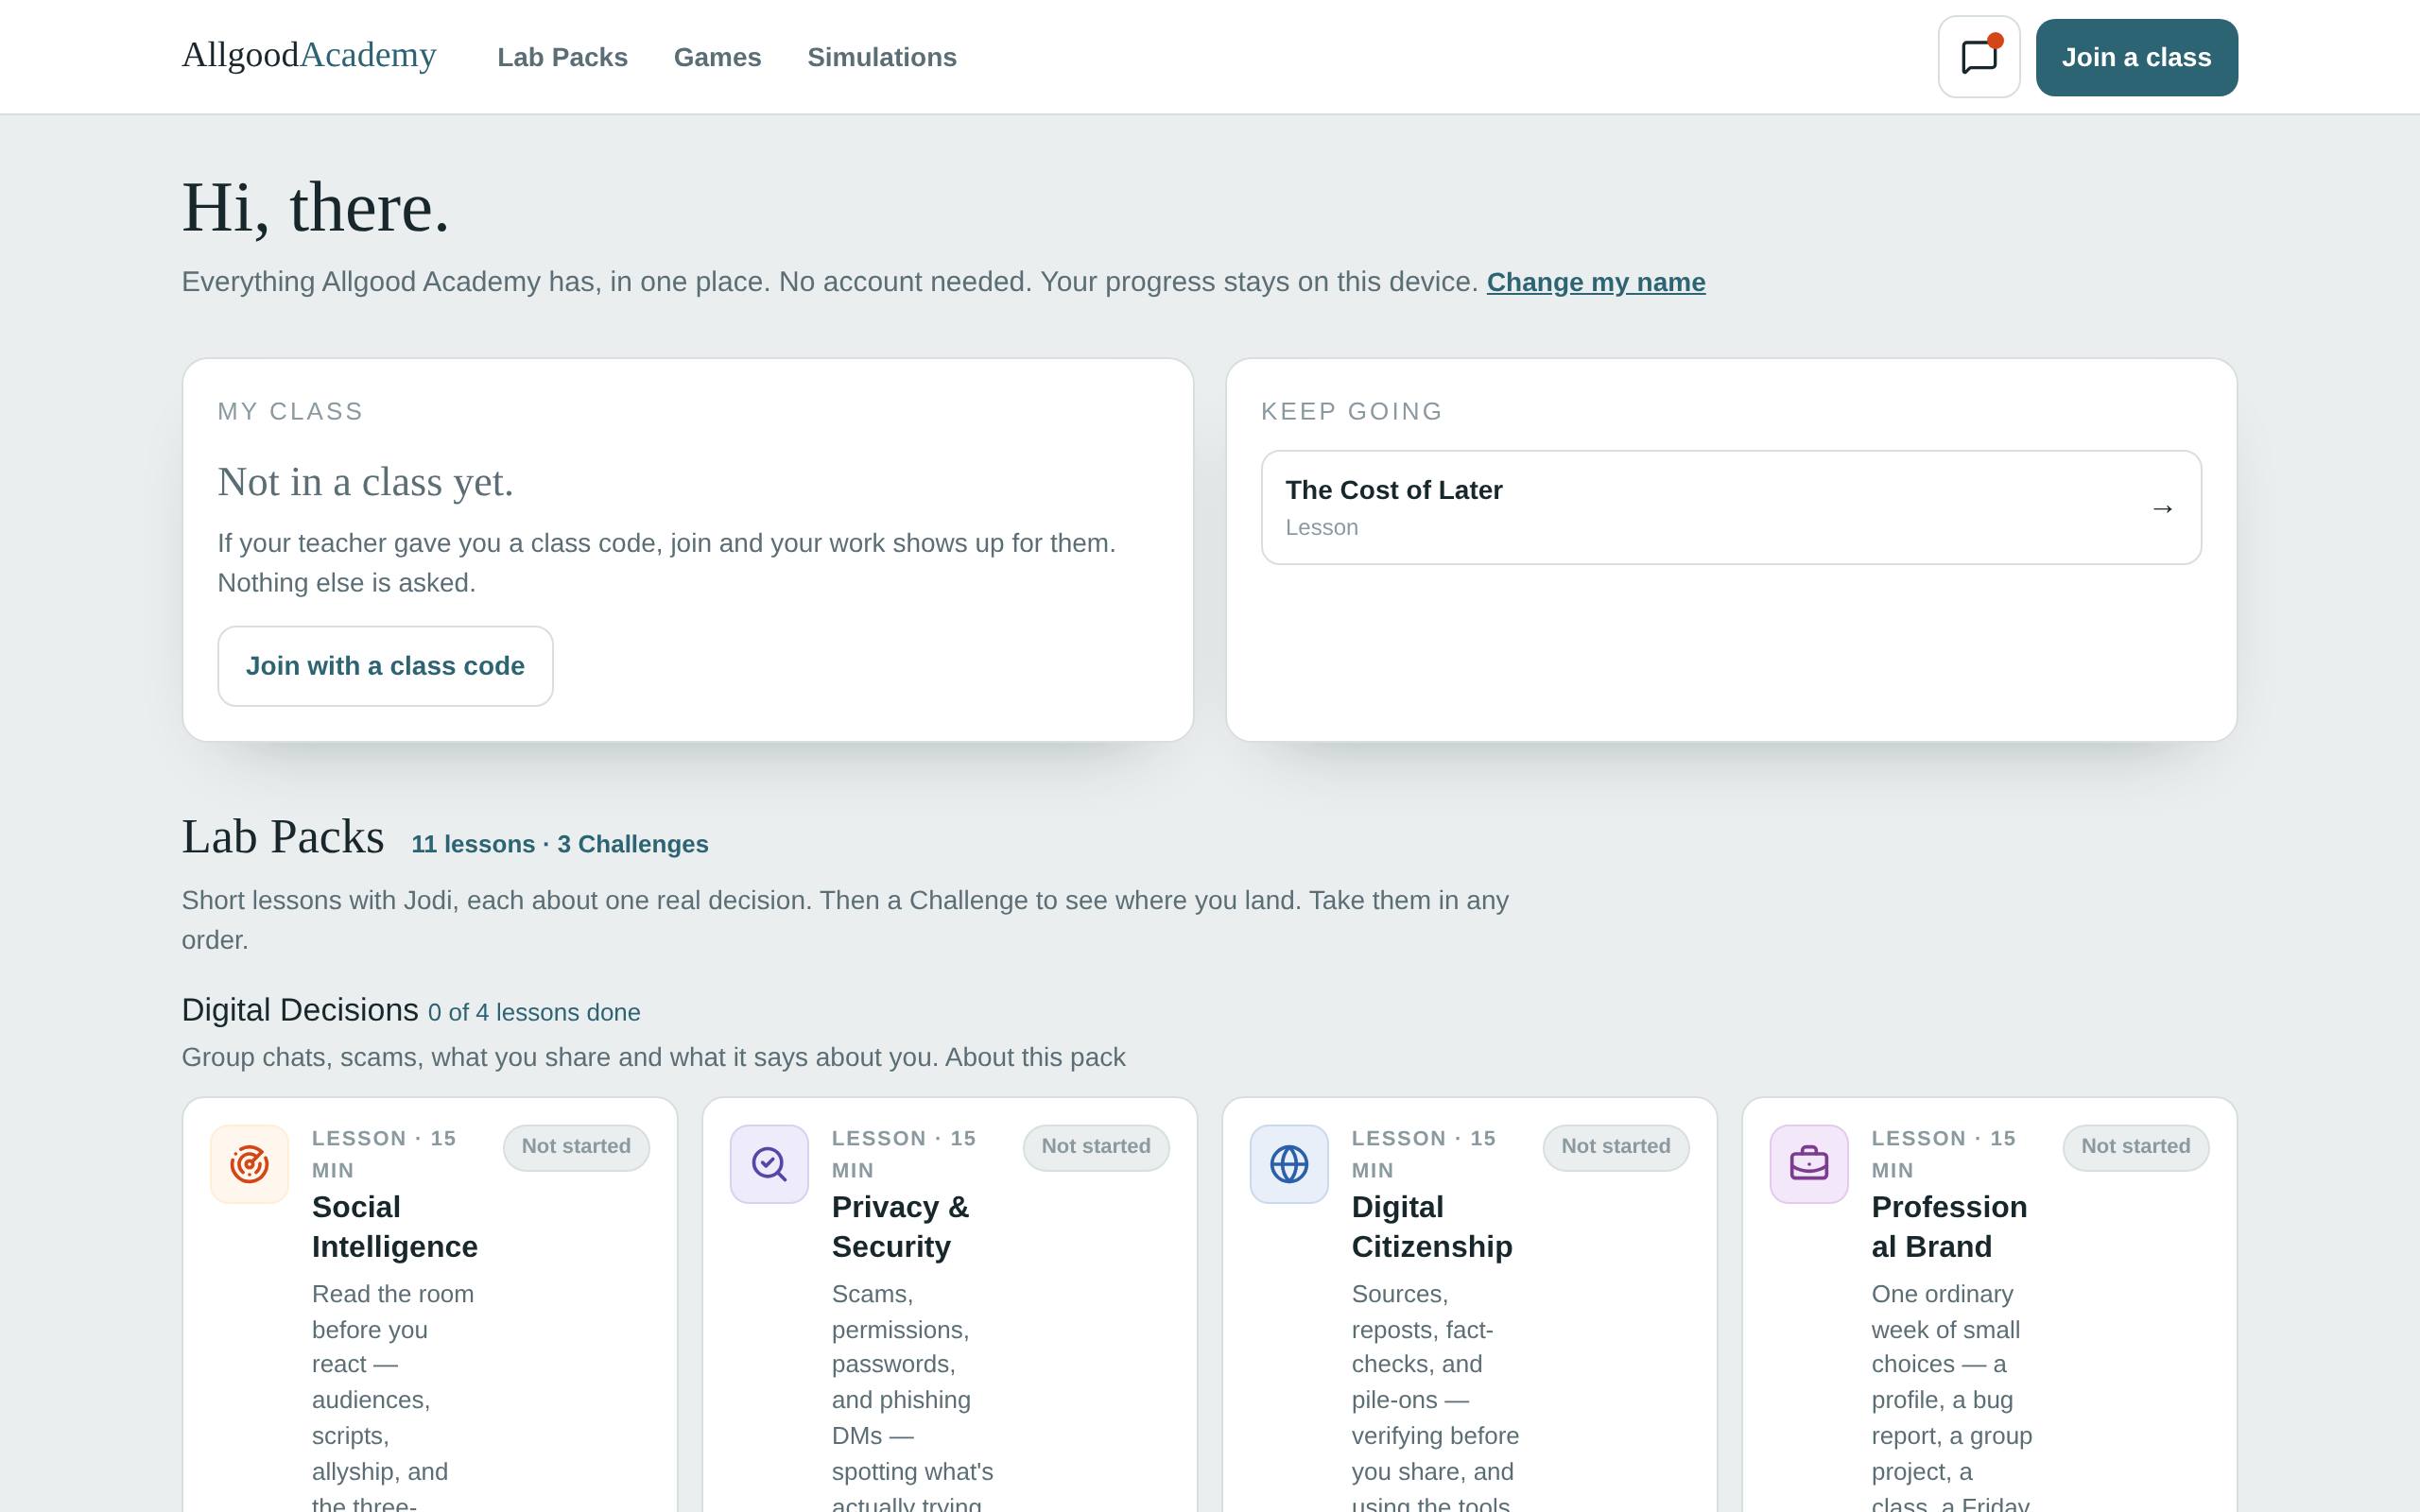 AllgoodAcademy
Lab Packs
Games
Simulations
Join a class
Hi, there.
Everything Allgood Academy has, in one place. No account needed. Your progress stays on this device. Change my name
MY CLASS
Not in a class yet.
If your teacher gave you a class code, join and your work shows up for them.
Nothing else is asked.
Join with a class code
KEEP GOING
The Cost of Later
Lesson
→
Lab Packs 11 lessons · 3 Challenges
Short lessons with Jodi, each about one real decision. Then a Challenge to see where you land. Take them in any
order.
Digital Decisions 0 of 4 lessons done
Group chats, scams, what you share and what it says about you. About this pack
LESSON · 15
MIN
Not started
Social
Intelligence
Read the room
before you
react —
audiences,
scripts,
allyship, and
the three-
LESSON · 15
MIN
Not started
Privacy &
Security
Scams,
permissions,
passwords,
and phishing
DMs —
spotting what's
actually trying
LESSON · 15
MIN
Not started
Digital
Citizenship
Sources,
reposts, fact-
checks, and
pile-ons —
verifying before
you share, and
using the tools
LESSON · 15
MIN
Not started
Profession
al Brand
One ordinary
week of small
choices — a
profile, a bug
report, a group
project, a
class, a Friday